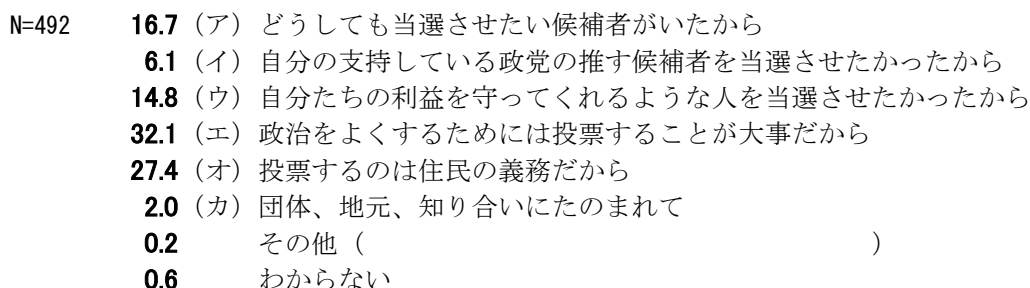 N=492 16.7（ア）どうしても当選させたい候補者がいたから
6.1（イ）自分の支持している政党の推す候補者を当選させたかったから
14.8（ウ）自分たちの利益を守ってくれるような人を当選させたかったから
32.1（エ）政治をよくするためには投票することが大事だから
27.4（オ）投票するのは住民の義務だから
2.0（カ）団体、地元、知り合いにたのまれて
0.2 その他（ ）
0.6 わからない